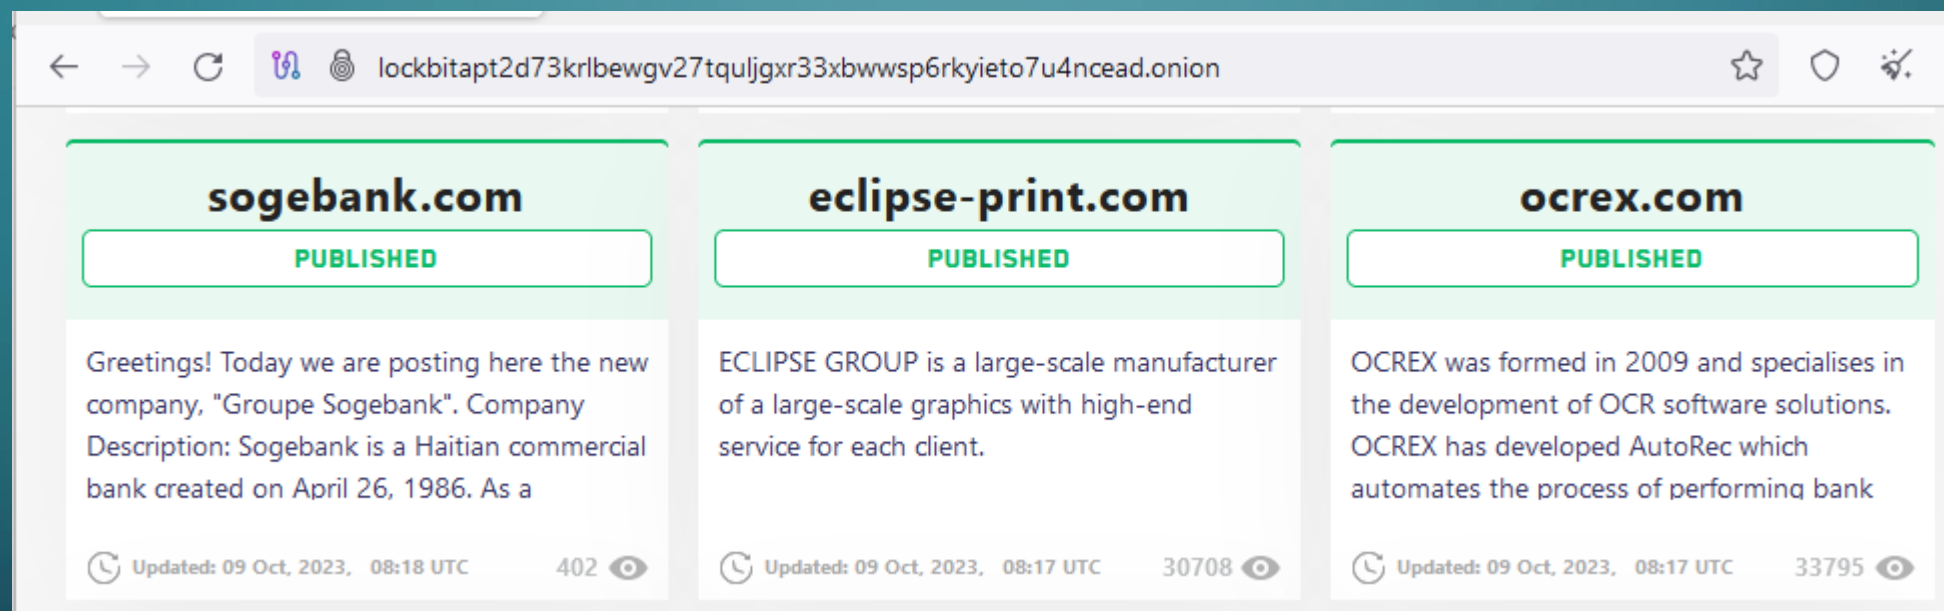 lockbitapt2d73krlbewgv27tquljgxr33xbwwsp6rkyieto7u4ncead.onion
sogebank.com
PUBLISHED
Greetings! Today we are posting here the new
company, "Groupe Sogebank". Company
Description: Sogebank is a Haitian commercial
bank created on April 26, 1986. As a
Updated: 09 Oct, 2023, 08:18 UTC 402
eclipse-print.com
PUBLISHED
ECLIPSE GROUP is a large-scale manufacturer
of a large-scale graphics with high-end
service for each client.
Updated: 09 Oct, 2023, 08:17 UTC 30708
ocrex.com
PUBLISHED
OCREX was formed in 2009 and specialises in
the development of OCR software solutions.
OCREX has developed AutoRec which
automates the process of performing bank
Updated: 09 Oct, 2023, 08:17 UTC 33795